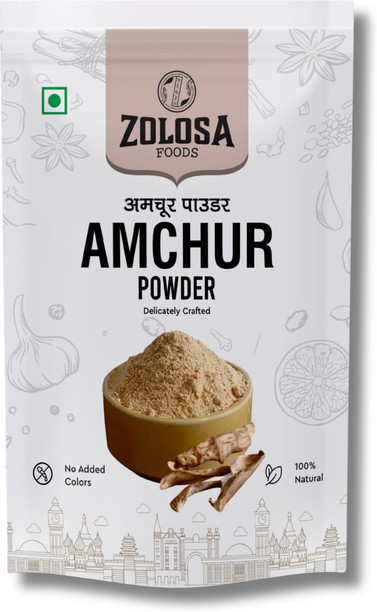 ZOLOSA
FOODS
अमचूर पाउडर
AMCHUR
POWDER
Delicately Crafted
No Added
Colors
100%
Natural